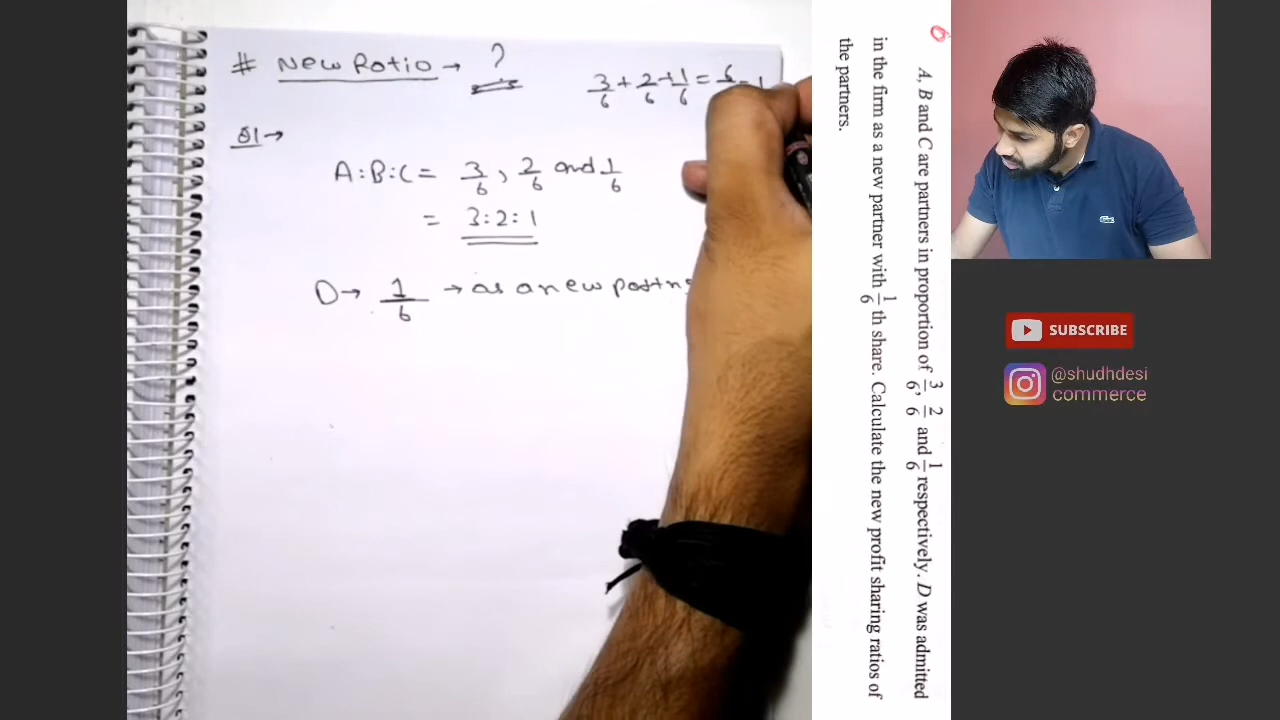 # New Ratio → ?
3/6 + 2/6 + 1/6 = 6
Q1 →
A:B:C = 3/6, 2/6 and 1/6
= 3:2:1
D → 1/6 → as a new
A, B and C are partners in proportion of 3/6, 2/6 and 1/6 respectively. D was admitted
in the firm as a new partner with 1/6 th share. Calculate the new profit sharing ratios of
the partners.
SUBSCRIBE
@shudhdesi
commerce